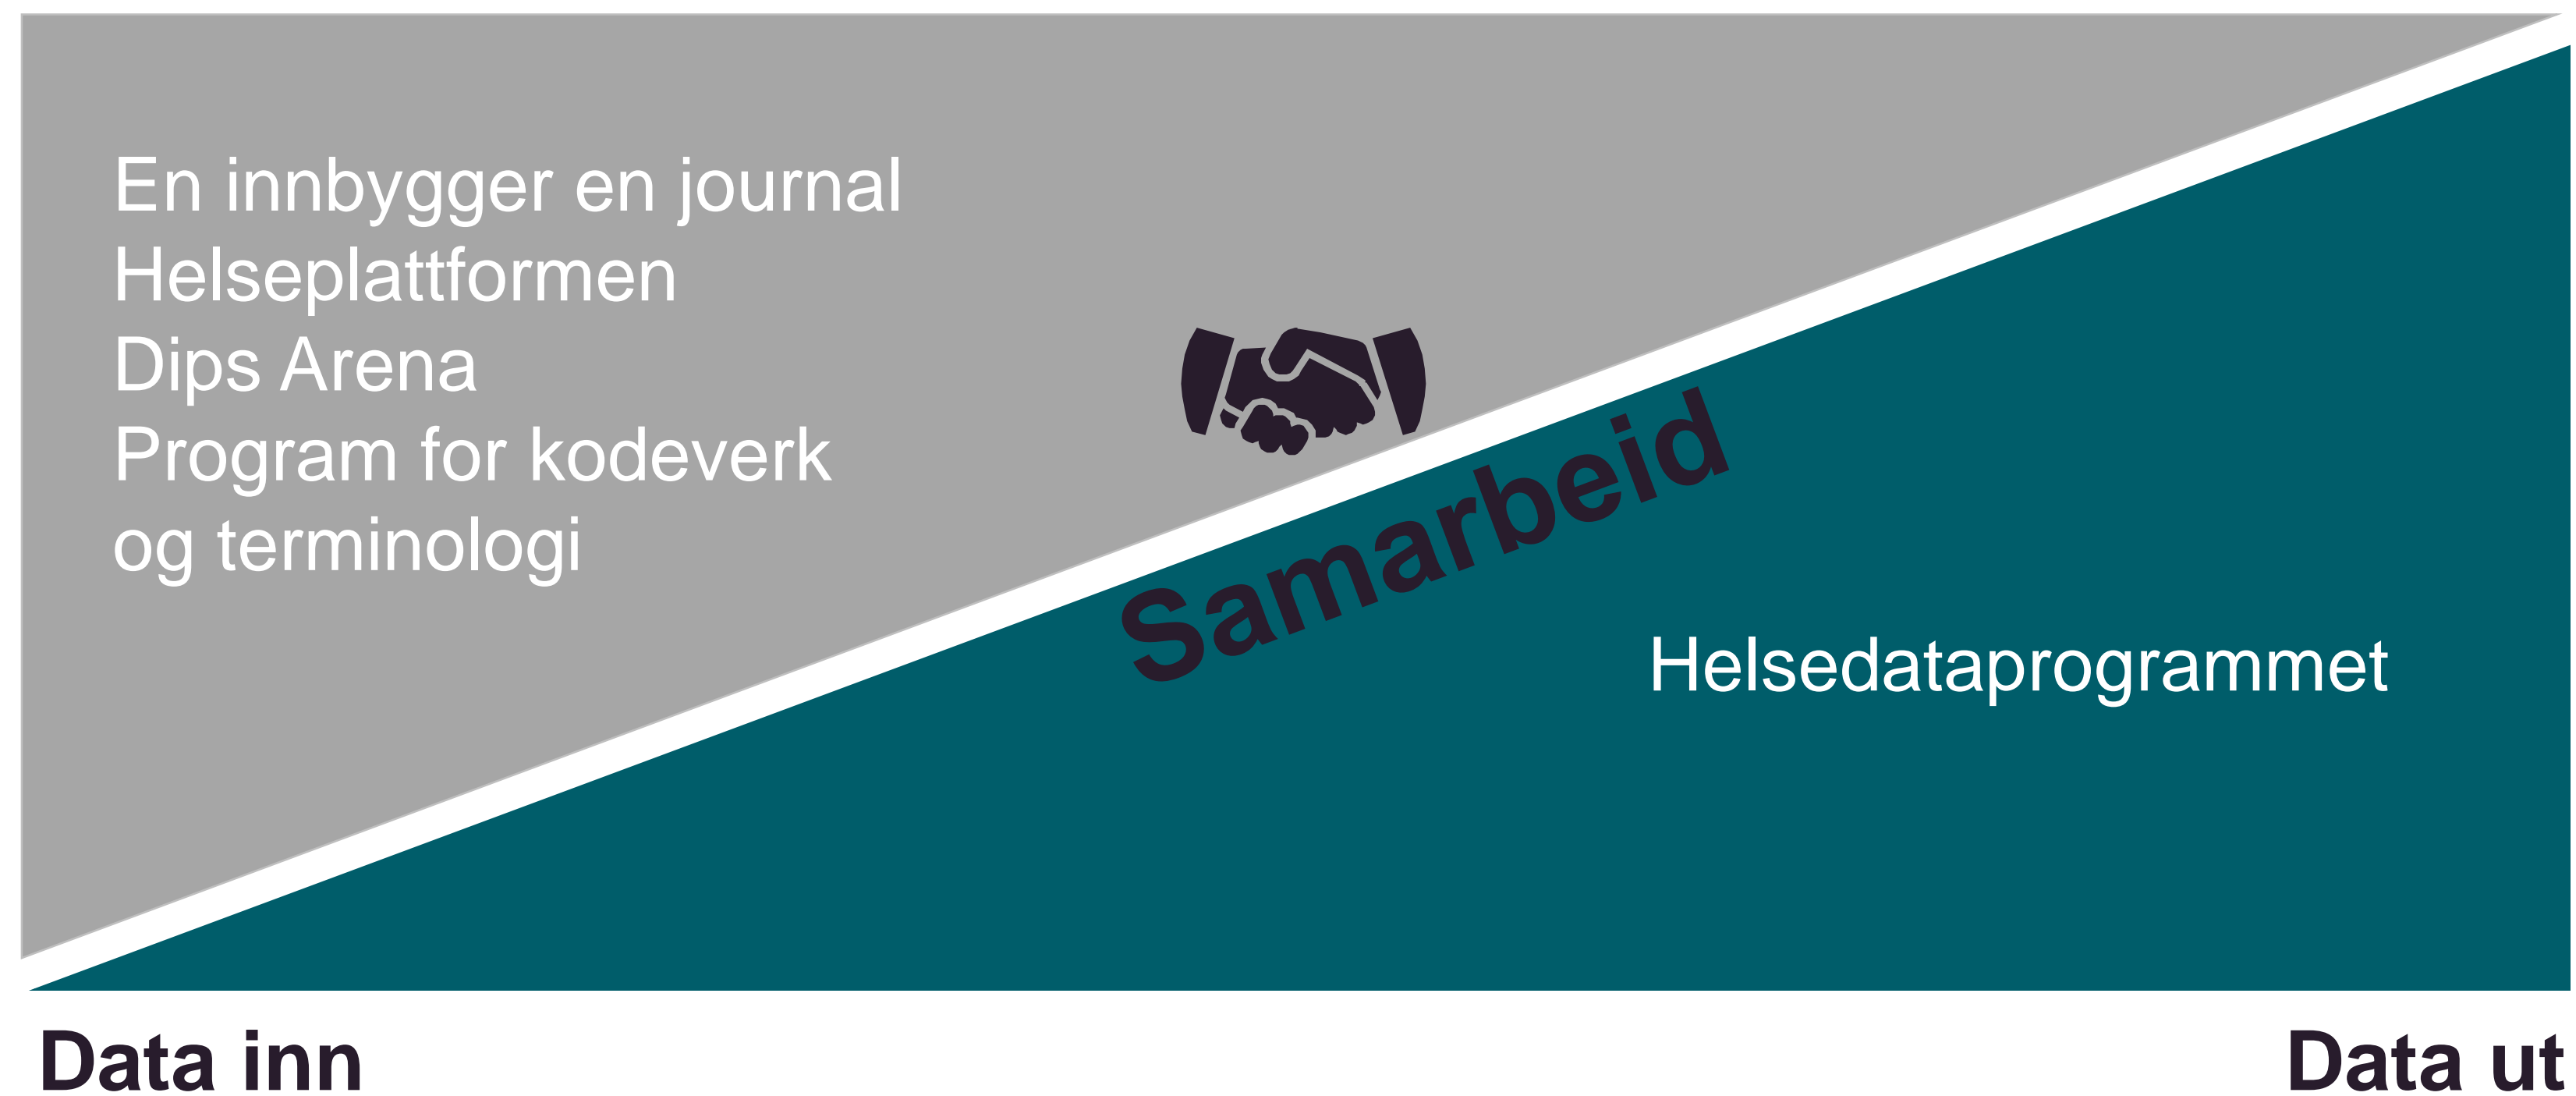 En innbygger en journal
Helseplattformen
Dips Arena
Program for kodeverk
og terminologi
Samarbeid
Helsedataprogrammet
Data inn
Data ut